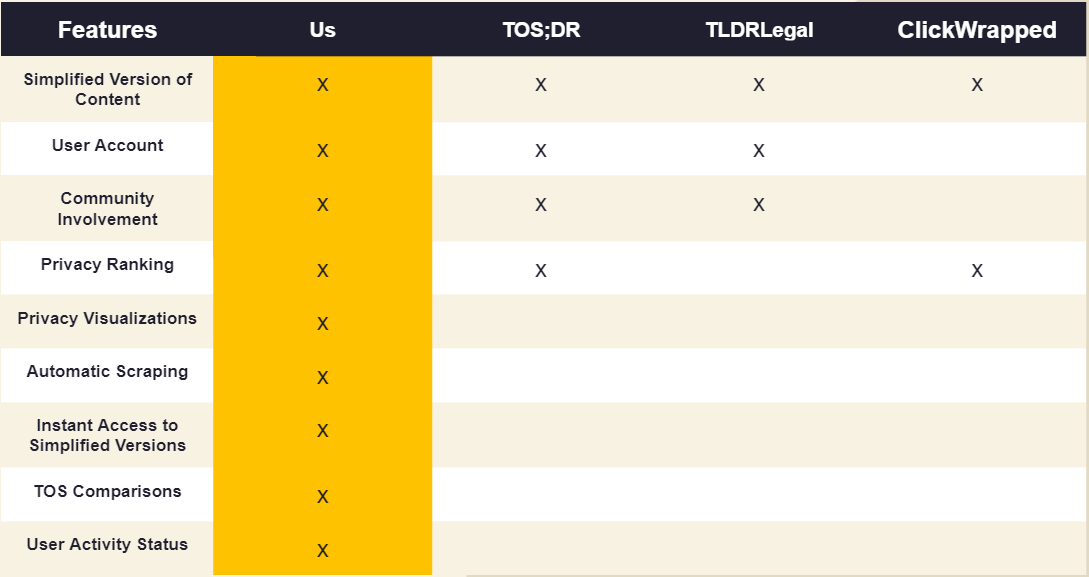 Features Us TOS;DR TLDRLegal ClickWrapped
Simplified Version of
Content X X X X
User Account X X X
Community
Involvement X X X
Privacy Ranking X X X
Privacy Visualizations X
Automatic Scraping X
Instant Access to
Simplified Versions X
TOS Comparisons X
User Activity Status X